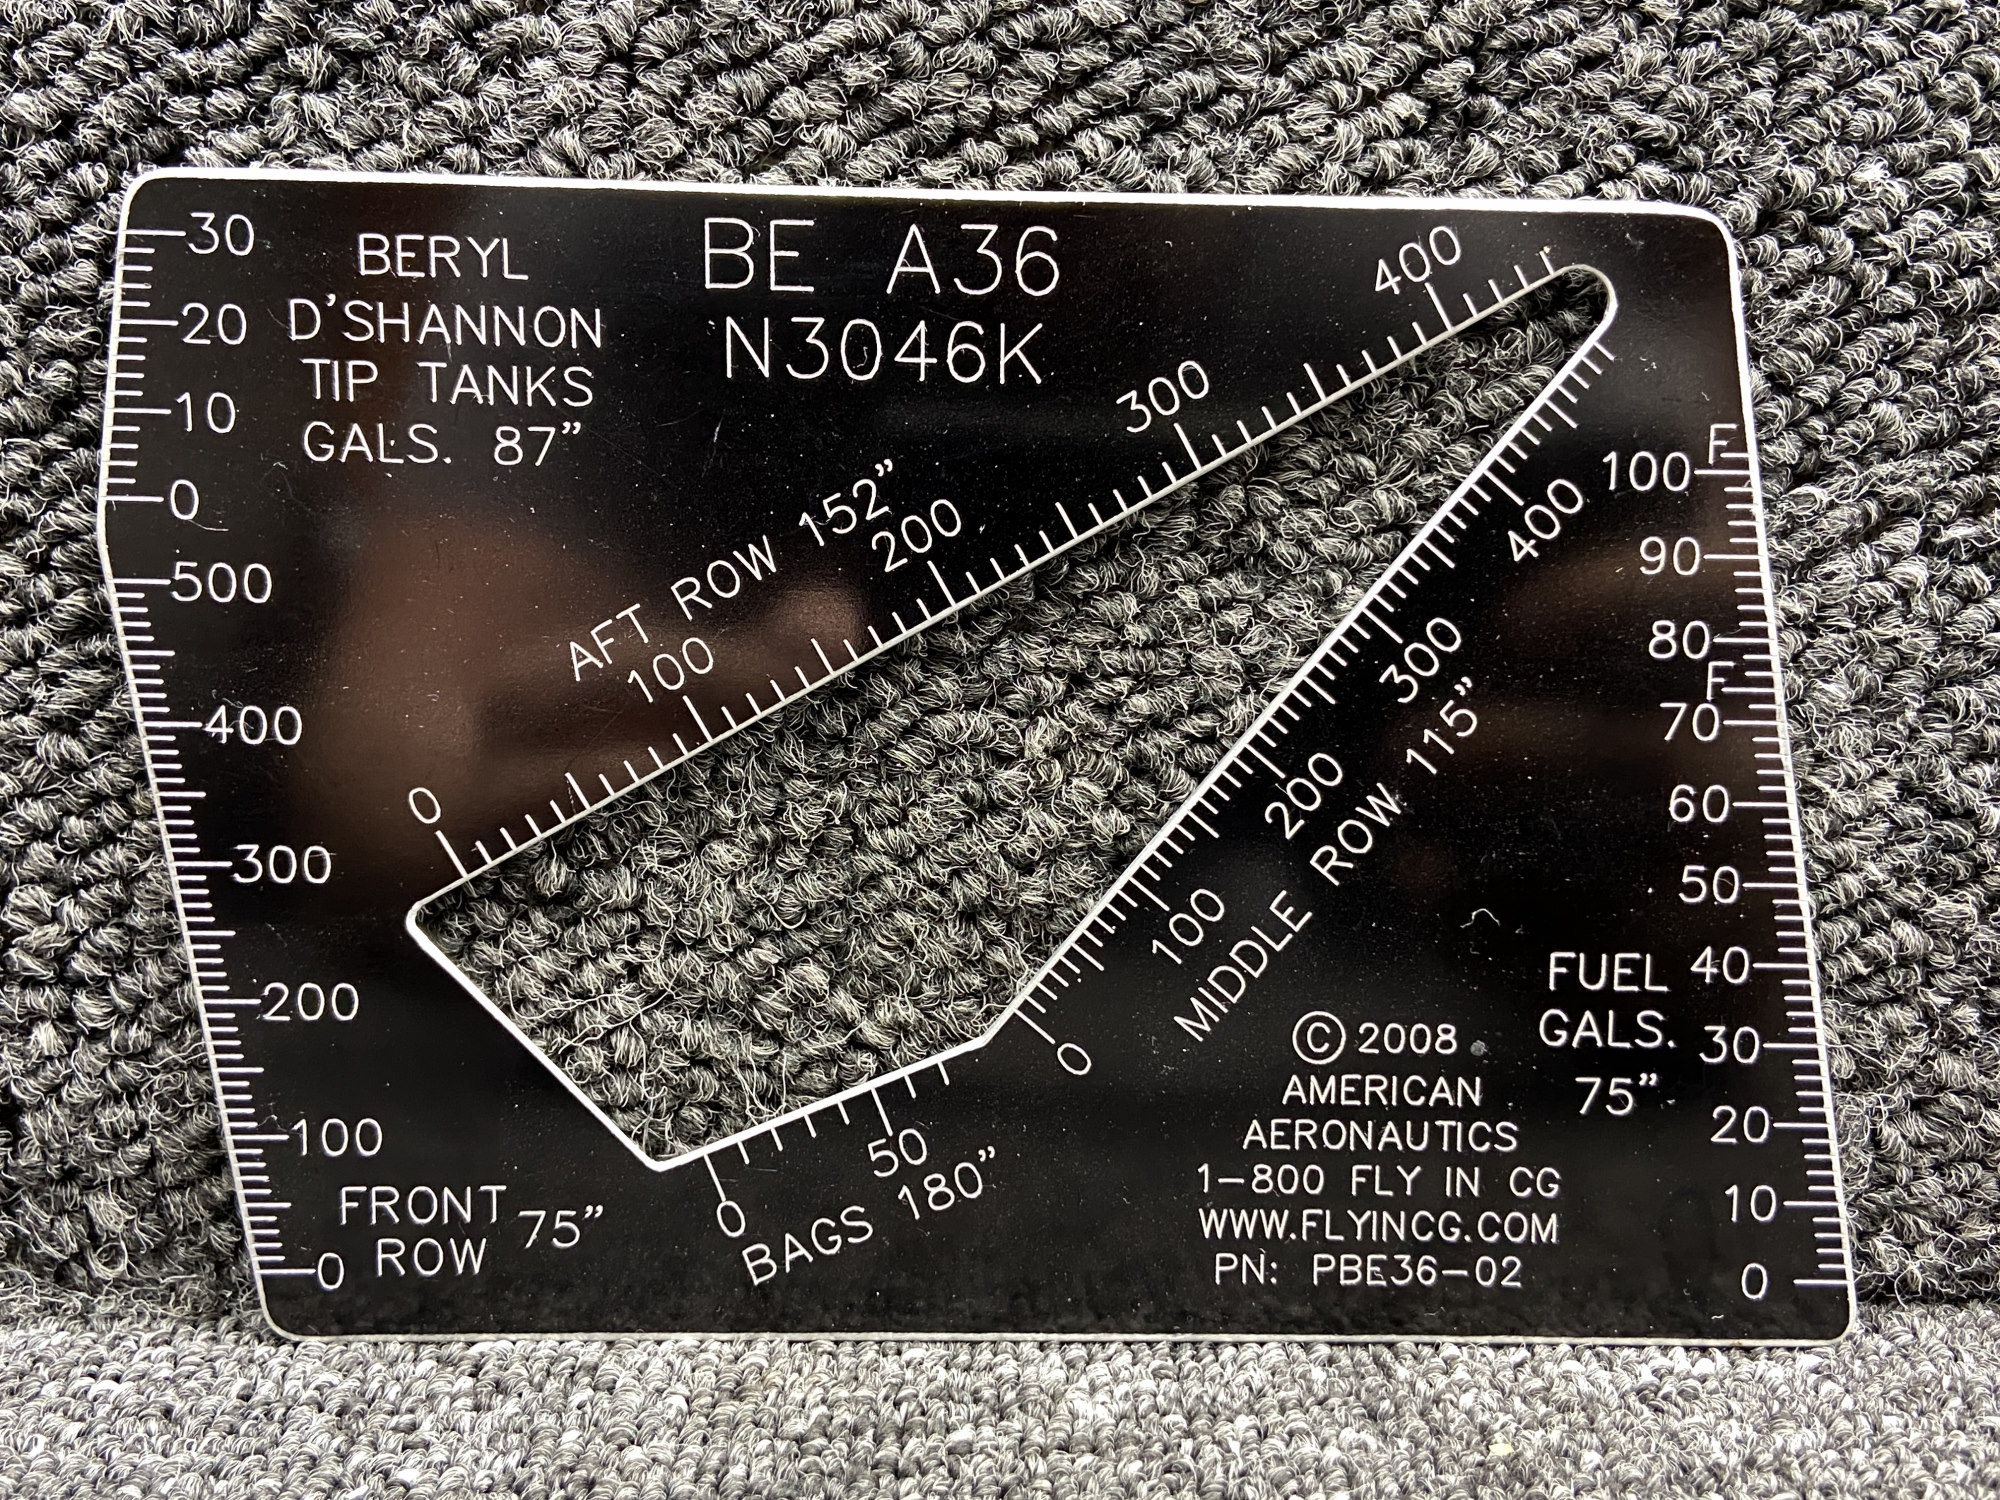 BE A36
N3046K
BERYL
D'SHANNON
TIP TANKS
GALS. 87"
30
20
10
0
500
400
300
200
100
0
FRONT
ROW 75"
AFT ROW 152"
0
100
200
300
400
MIDDLE ROW 115"
0
100
200
300
400
BAGS 180"
0
50
F
100
90
80
F
70
60
50
40
30
20
10
0
FUEL
GALS.
75"
© 2008
AMERICAN
AERONAUTICS
1-800 FLY IN CG
WWW.FLYINCG.COM
PN: PBE36-02